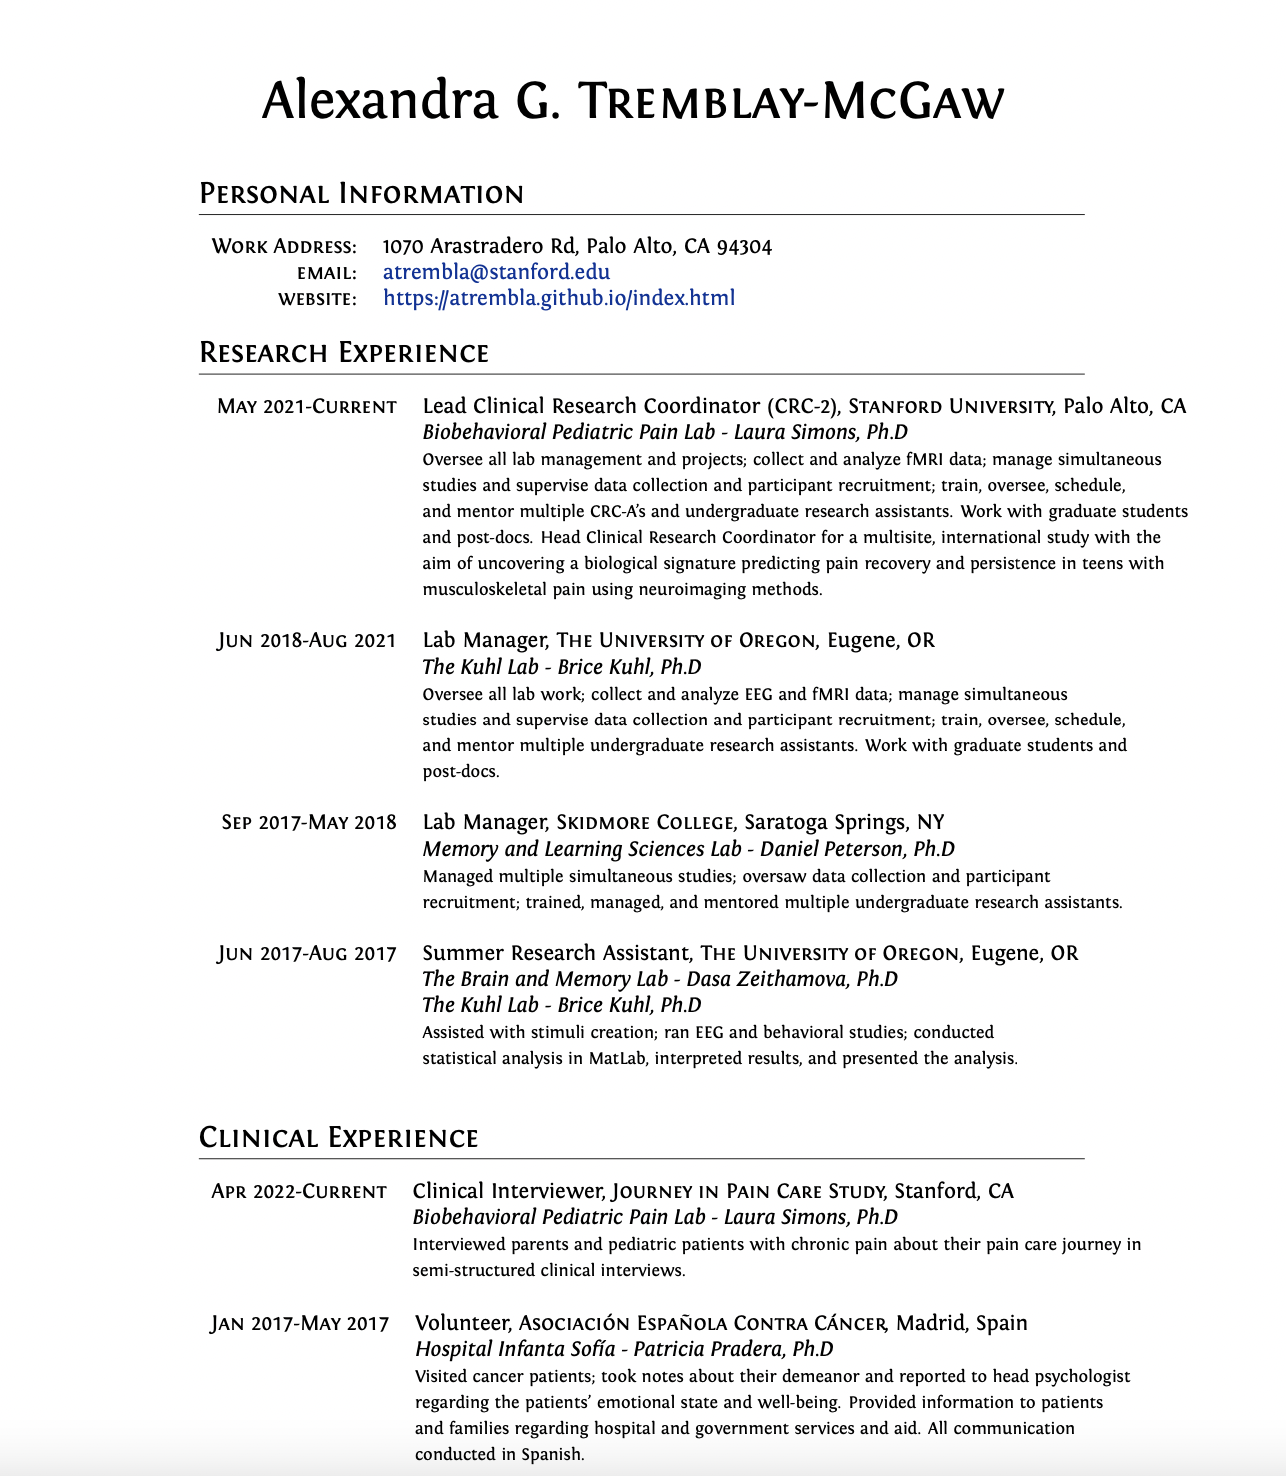 Alexandra G. Tremblay-McGaw
Personal Information
Work Address: 1070 Arastradero Rd, Palo Alto, CA 94304
email: atrembla@stanford.edu
website: https://atrembla.github.io/index.html
Research Experience
May 2021-Current Lead Clinical Research Coordinator (CRC-2), Stanford University, Palo Alto, CA
Biobehavioral Pediatric Pain Lab - Laura Simons, Ph.D
Oversee all lab management and projects; collect and analyze fMRI data; manage simultaneous
studies and supervise data collection and participant recruitment; train, oversee, schedule,
and mentor multiple CRC-A's and undergraduate research assistants. Work with graduate students
and post-docs. Head Clinical Research Coordinator for a multisite, international study with the
aim of uncovering a biological signature predicting pain recovery and persistence in teens with
musculoskeletal pain using neuroimaging methods.
Jun 2018-Aug 2021 Lab Manager, The University of Oregon, Eugene, OR
The Kuhl Lab - Brice Kuhl, Ph.D
Oversee all lab work; collect and analyze EEG and fMRI data; manage simultaneous
studies and supervise data collection and participant recruitment; train, oversee, schedule,
and mentor multiple undergraduate research assistants. Work with graduate students and
post-docs.
Sep 2017-May 2018 Lab Manager, Skidmore College, Saratoga Springs, NY
Memory and Learning Sciences Lab - Daniel Peterson, Ph.D
Managed multiple simultaneous studies; oversaw data collection and participant
recruitment; trained, managed, and mentored multiple undergraduate research assistants.
Jun 2017-Aug 2017 Summer Research Assistant, The University of Oregon, Eugene, OR
The Brain and Memory Lab - Dasa Zeithamova, Ph.D
The Kuhl Lab - Brice Kuhl, Ph.D
Assisted with stimuli creation; ran EEG and behavioral studies; conducted
statistical analysis in MatLab, interpreted results, and presented the analysis.
Clinical Experience
Apr 2022-Current Clinical Interviewer, Journey in Pain Care Study, Stanford, CA
Biobehavioral Pediatric Pain Lab - Laura Simons, Ph.D
Interviewed parents and pediatric patients with chronic pain about their pain care journey in
semi-structured clinical interviews.
Jan 2017-May 2017 Volunteer, Asociación Española Contra Cáncer, Madrid, Spain
Hospital Infanta Sofía - Patricia Pradera, Ph.D
Visited cancer patients; took notes about their demeanor and reported to head psychologist
regarding the patients' emotional state and well-being. Provided information to patients
and families regarding hospital and government services and aid. All communication
conducted in Spanish.